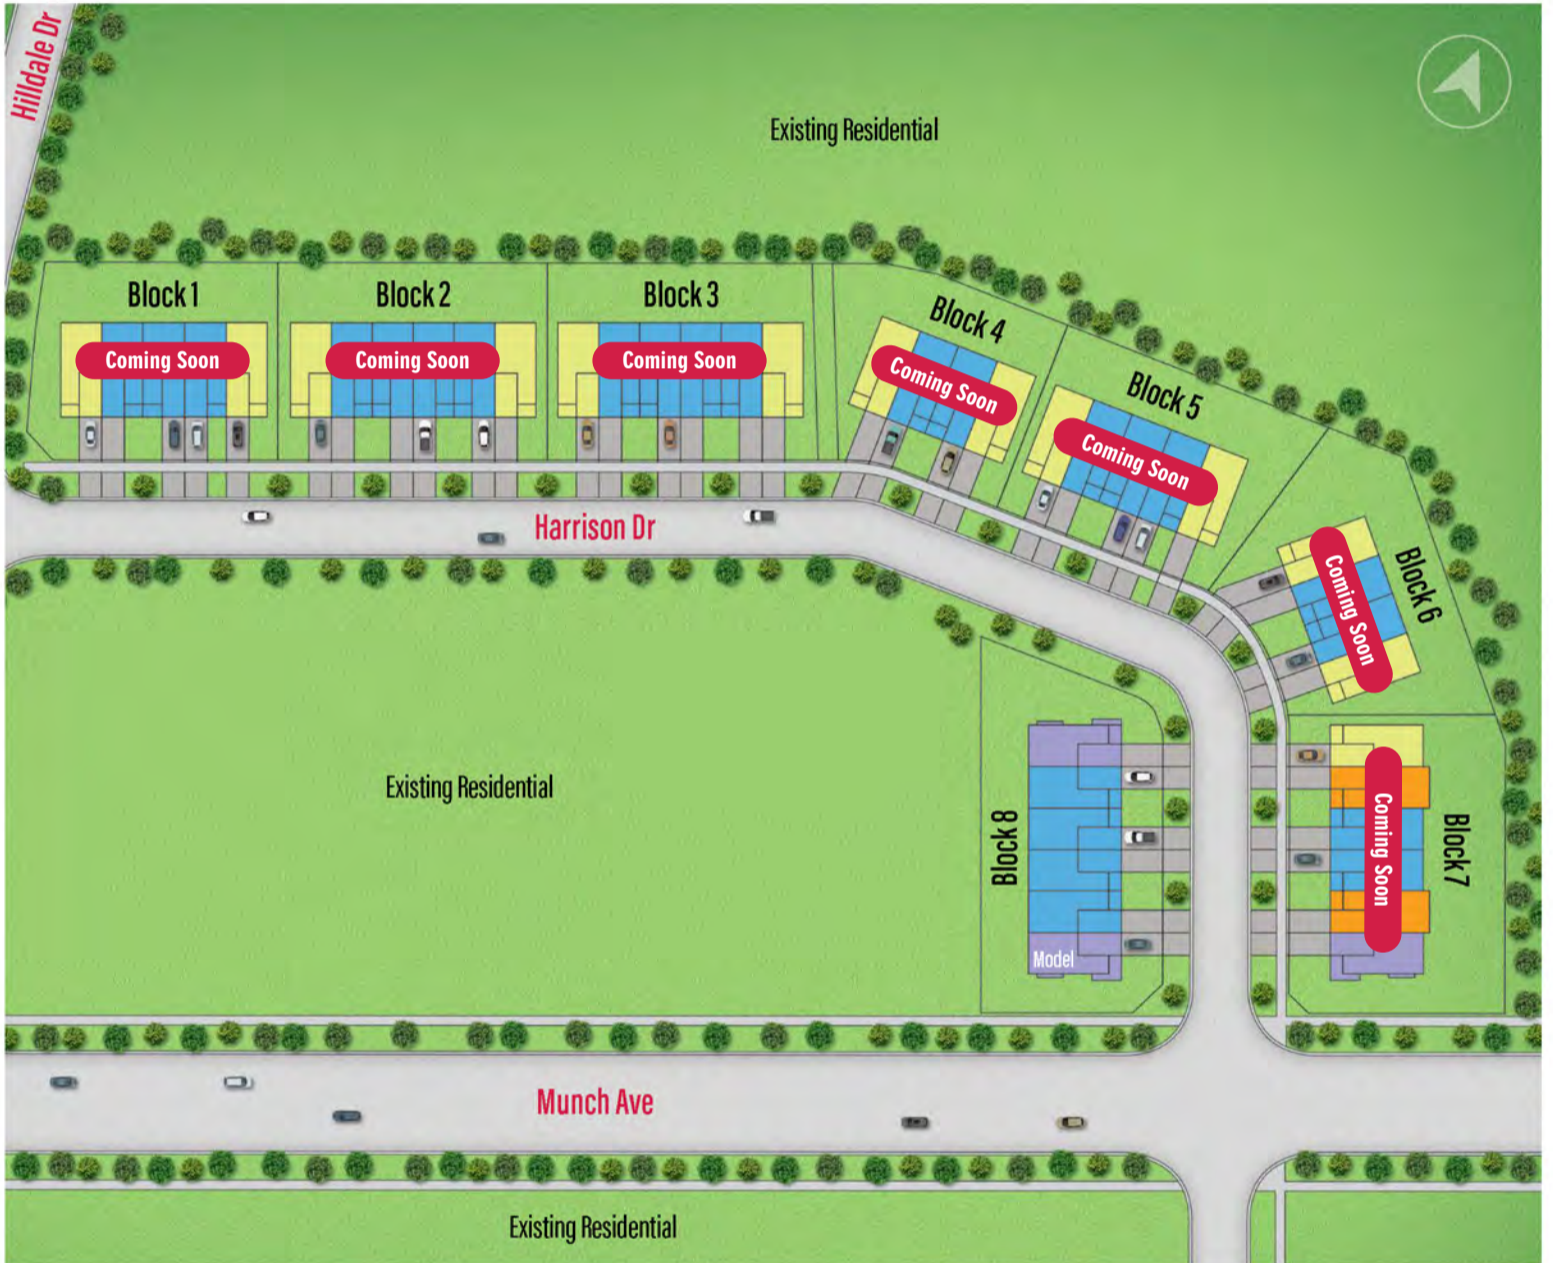 Hilldale Dr
Existing Residential
Block 1
Block 2
Block 3
Block 4
Block 5
Coming Soon
Coming Soon
Coming Soon
Coming Soon
Coming Soon
Harrison Dr
Block 6
Coming Soon
Existing Residential
Block 8
Model
Coming Soon
Block 7
Munch Ave
Existing Residential